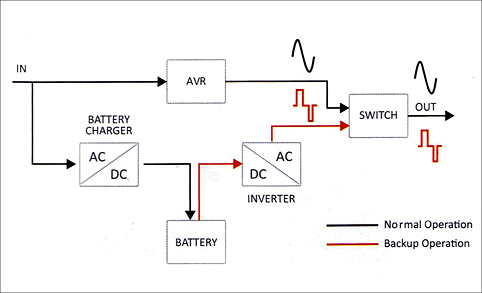 IN
AVR
BATTERY
CHARGER
AC
DC
BATTERY
AC
DC
INVERTER
SWITCH
OUT
Normal Operation
Backup Operation